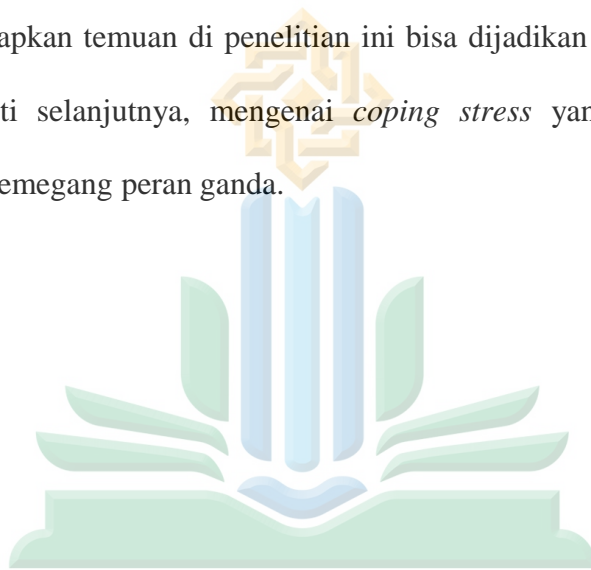 apkan temuan di penelitian ini bisa dijadikan
ti selanjutnya, mengenai coping stress yan
emegang peran ganda.